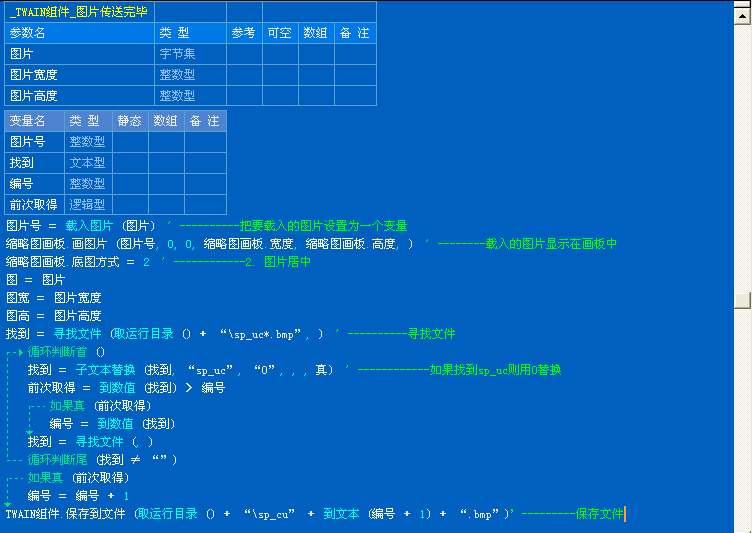 _TWAIN组件_图片传送完毕
参数名 类 型 参考 可空 数组 备 注
图片 字节集
图片宽度 整数型
图片高度 整数型
变量名 类 型 静态 数组 备 注
图片号 整数型
找到 文本型
编号 整数型
前次取得 逻辑型
图片号 = 载入图片 (图片) ' ----------把要载入的图片设置为一个变量
缩略图画板.画图片 (图片号, 0, 0, 缩略图画板.宽度, 缩略图画板.高度, ) ' --------载入的图片显示在画板中
缩略图画板.底图方式 = 2 ' ------------2. 图片居中
图 = 图片
图宽 = 图片宽度
图高 = 图片高度
找到 = 寻找文件 (取运行目录 () + “\sp_uc*.bmp”, ) ' ----------寻找文件
循环判断首 ()
找到 = 子文本替换 (找到, “sp_uc”, “0”, , , 真) ' ------------如果找到sp_uc则用0替换
前次取得 = 到数值 (找到) > 编号
如果真 (前次取得)
编号 = 到数值 (找到)
找到 = 寻找文件 (, )
循环判断尾 (找到 ≠ “”)
如果真 (前次取得)
编号 = 编号 + 1
TWAIN组件.保存到文件 (取运行目录 () + “\sp_cu” + 到文本 (编号 + 1) + “.bmp”)' ---------保存文件